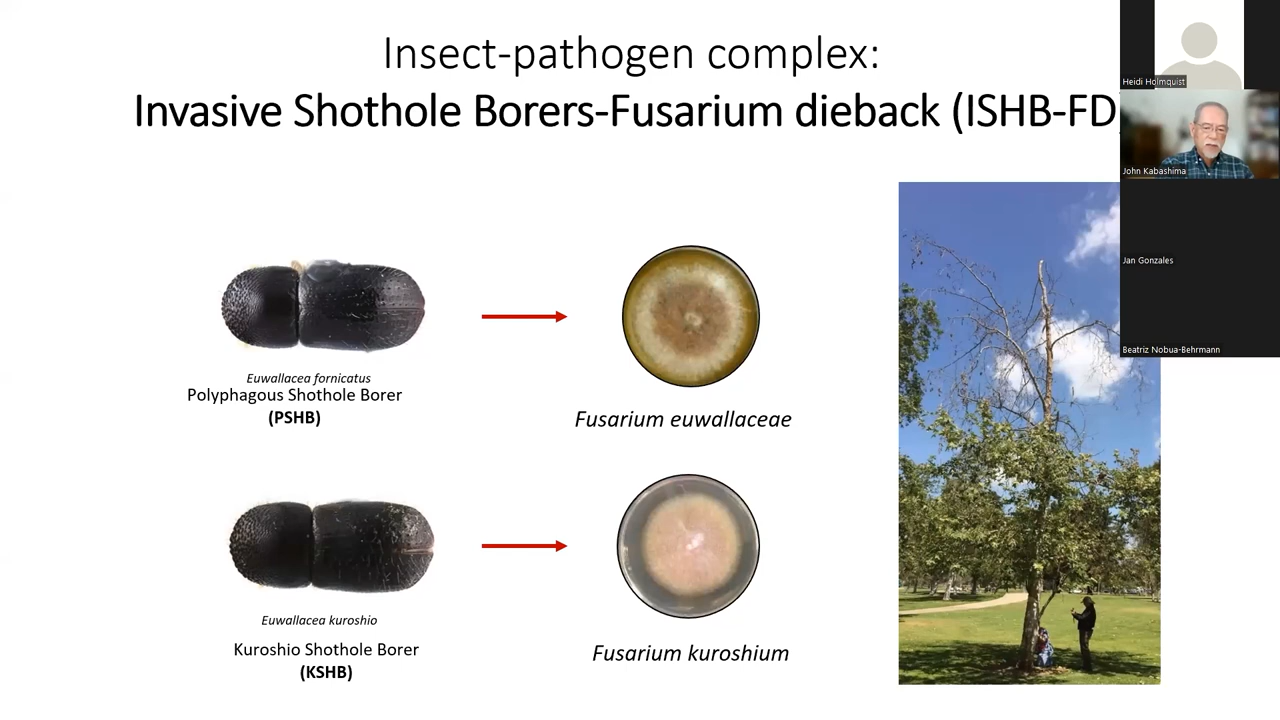 Insect-pathogen complex:
Invasive Shothole Borers-Fusarium dieback (ISHB-FD
Heidi Holmquist
John Kabashima
Jan Gonzales
Beatriz Nobua-Behrmann
Euwallacea fornicatus
Polyphagous Shothole Borer
(PSHB)
Fusarium euwallaceae
Euwallacea kuroshio
Kuroshio Shothole Borer
(KSHB)
Fusarium kuroshium